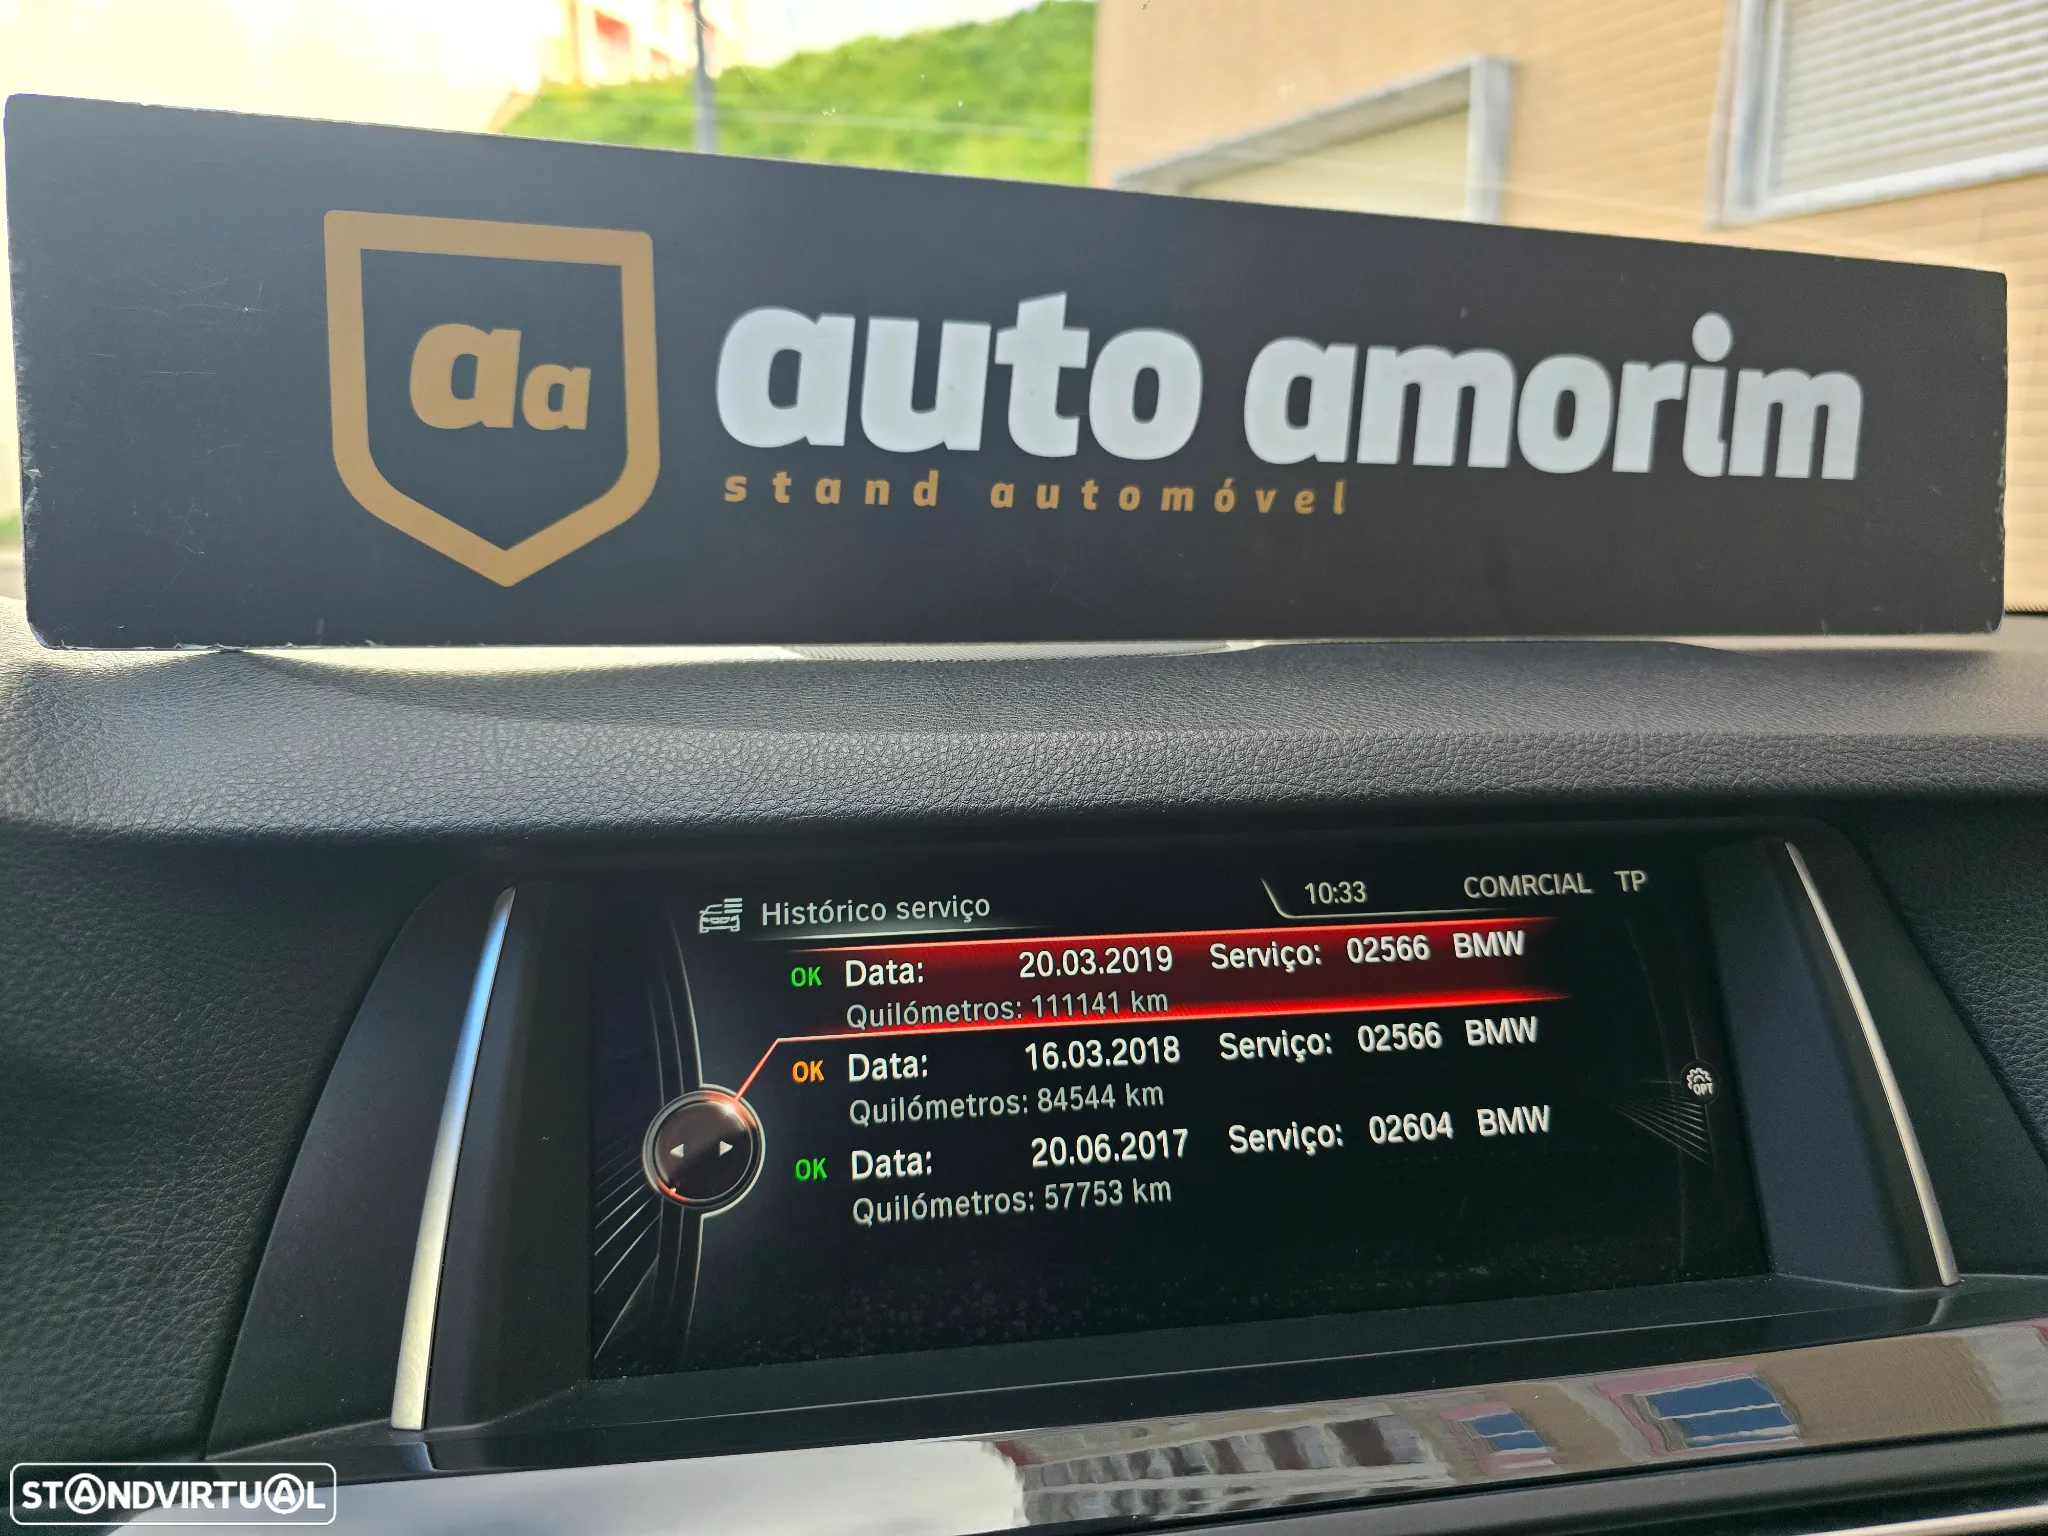 aa
auto amorim
stand automóvel
Histórico serviço 10:33 COMRCIAL TP
OK Data: 20.03.2019 Serviço: 02566 BMW
Quilómetros: 111141 km
OK Data: 16.03.2018 Serviço: 02566 BMW
Quilómetros: 84544 km
OK Data: 20.06.2017 Serviço: 02604 BMW
Quilómetros: 57753 km
OPT
STANDVIRTUAL